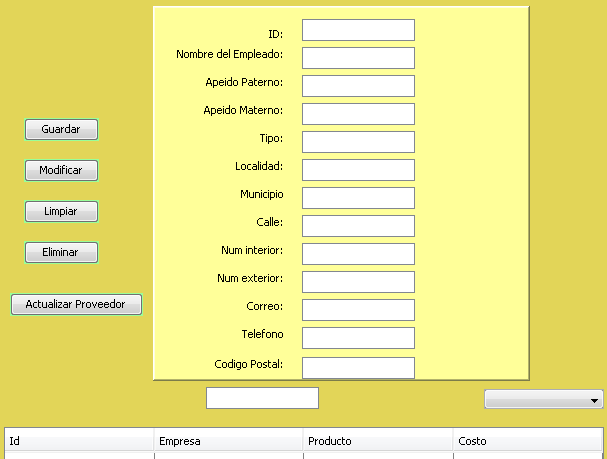 ID:
Nombre del Empleado:
Apeido Paterno:
Apeido Materno:
Tipo:
Localidad:
Municipio
Calle:
Num interior:
Num exterior:
Correo:
Telefono
Codigo Postal:
Guardar
Modificar
Limpiar
Eliminar
Actualizar Proveedor
Id Empresa Producto Costo